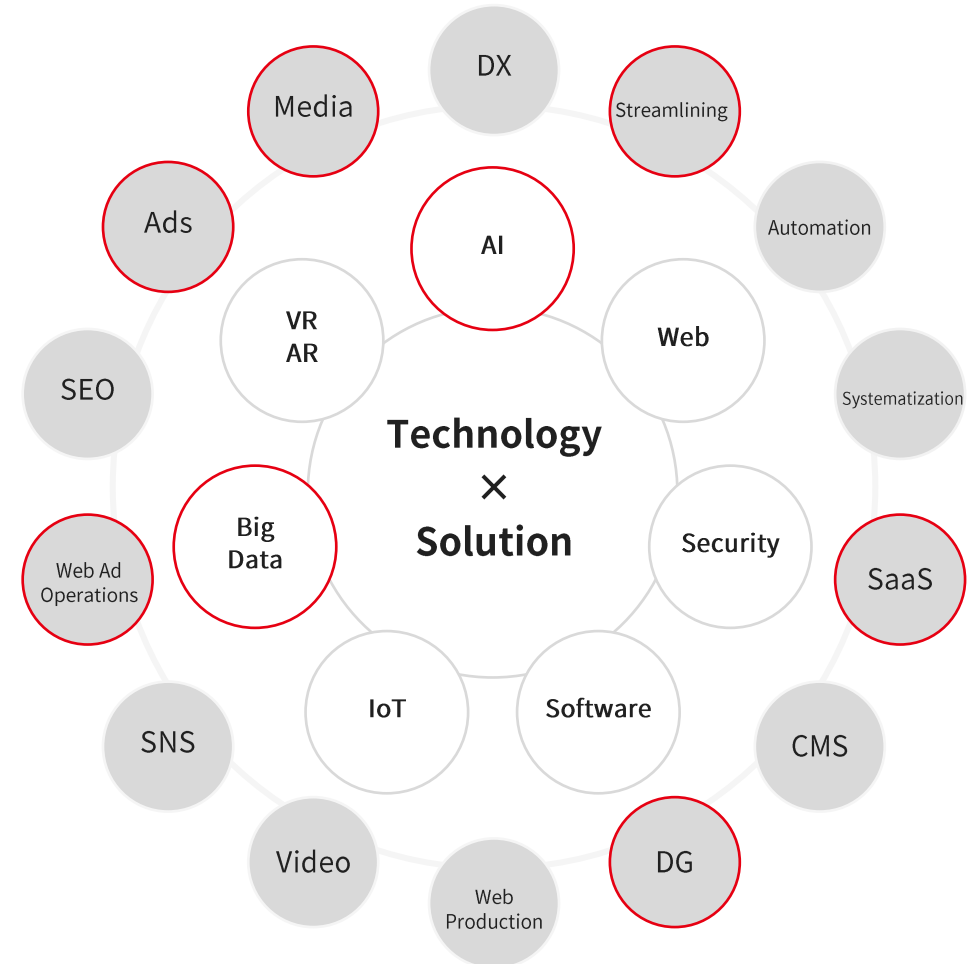 DX
Media
Streamlining
Ads
Automation
AI
VR
AR
Web
SEO
Systematization
Technology
×
Solution
Big
Data
Security
Web Ad
Operations
SaaS
IoT
Software
SNS
CMS
Video
DG
Web
Production